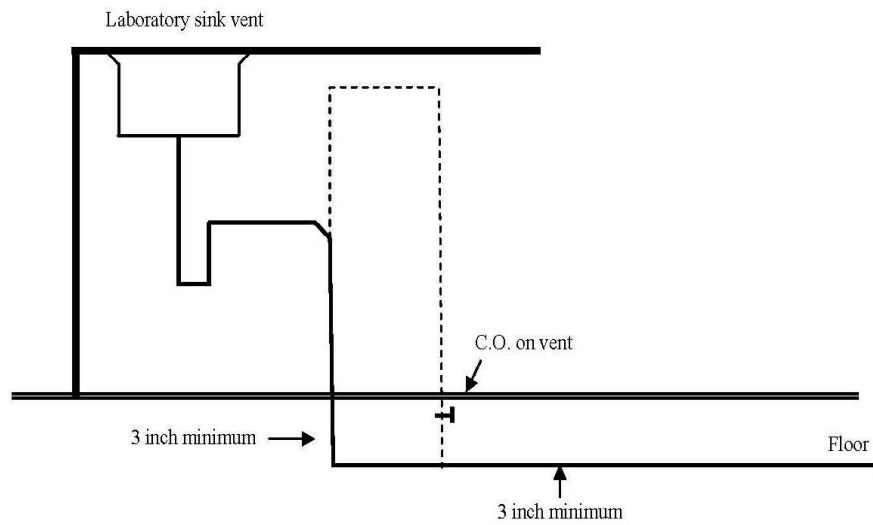 Laboratory sink vent
C.O. on vent
3 inch minimum
Floor
3 inch minimum